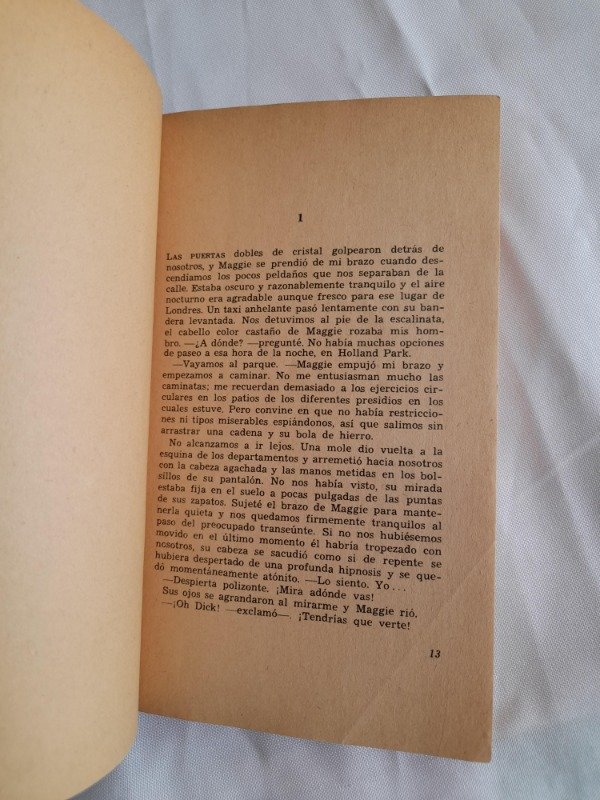 1
LAS PUERTAS dobles de cristal golpearon detrás de
nosotros, y Maggie se prendió de mi brazo cuando des-
cendíamos los pocos peldaños que nos separaban de la
calle. Estaba oscuro y razonablemente tranquilo y el aire
nocturno era agradable aunque fresco para ese lugar de
Londres. Un taxi anhelante pasó lentamente con su ban-
dera levantada. Nos detuvimos al pie de la escalinata,
el cabello color castaño de Maggie rozaba mis hom-
bro. —¿A dónde? —pregunté. No había muchas opciones
de paseo a esa hora de la noche, en Holland Park.
—Vayamos al parque. —Maggie empujó mi brazo y
empezamos a caminar. No me entusiasman mucho las
caminatas; me recuerdan demasiado a los ejercicios cir-
culares en los patios de los diferentes presidios en los
cuales estuve. Pero convine en que no había restriccio-
nes ni tipos miserables espiándonos, así que salimos sin
arrastrar una cadena y su bola de hierro.
No alcanzamos a ir lejos. Una mole dio vuelta a la
esquina de los departamentos y arremetió hacia nosotros
con la cabeza agachada y las manos metidas en los bol-
sillos de su pantalón. No nos había visto, su mirada
estaba fija en el suelo a pocas pulgadas de las puntas
de sus zapatos. Sujeté el brazo de Maggie para mante-
nerla quieta y nos quedamos firmemente tranquilos al
paso del preocupado transeúnte. Si no nos hubiésemos
movido en el último momento él habría tropezado con
nosotros, su cabeza se sacudió como si de repente se
hubiera despertado de una profunda hipnosis y se que-
dó momentáneamente atónito. —Lo siento. Yo...
—Despierta polizonte. ¡Mira adónde vas!
Sus ojos se agrandaron al mirarme y Maggie rió.
—¡Oh Dick! —exclamó—. ¡Tendrías que verte!
13